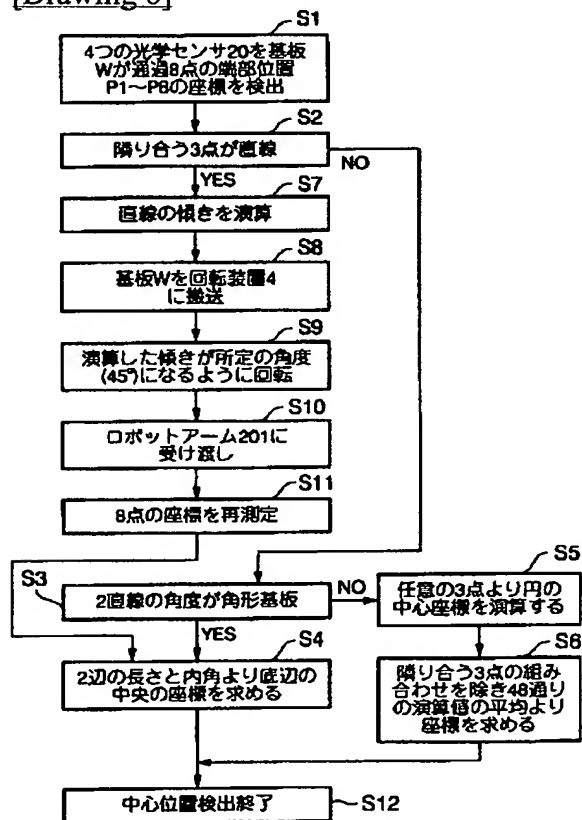 [Drawing 6]
S1
4つの光学センサ20を基板
Wが通過8点の端部位置
P1〜P8の座標を検出
S2
隣り合う3点が直線
NO
YES
S7
直線の傾きを演算
S8
基板Wを回転装置4
に搬送
S9
演算した傾きが所定の角度
(45°)になるように回転
S10
ロボットアーム201に
受け渡し
S11
8点の座標を再測定
S3
2直線の角度が角形基板
NO
YES
S5
任意の3点より円の
中心座標を演算する
S4
2辺の長さと内角より底辺の
中央の座標を求める
S6
隣り合う3点の組み
合わせを除き48通り
の演算値の平均より
座標を求める
中心位置検出終了
S12